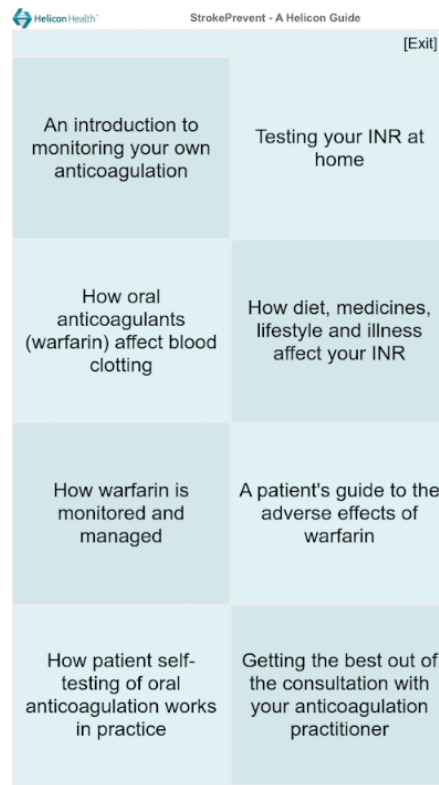 Helicon Health™
StrokePrevent - A Helicon Guide
[Exit]
An introduction to
monitoring your own
anticoagulation
Testing your INR at
home
How oral
anticoagulants
(warfarin) affect blood
clotting
How diet, medicines,
lifestyle and illness
affect your INR
How warfarin is
monitored and
managed
A patient's guide to the
adverse effects of
warfarin
How patient self-
testing of oral
anticoagulation works
in practice
Getting the best out of
the consultation with
your anticoagulation
practitioner